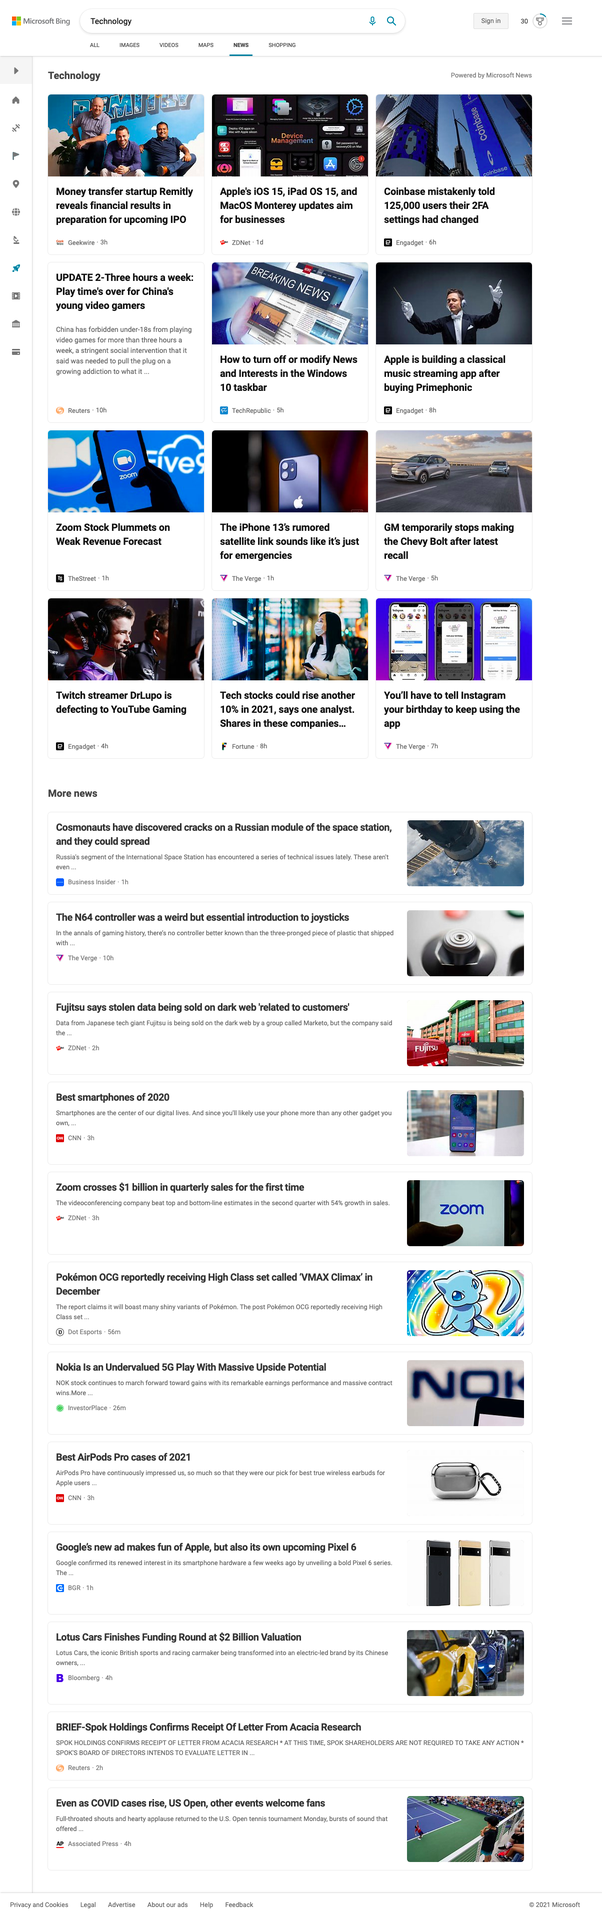 Microsoft Bing
Technology
Sign in
30
ALL IMAGES VIDEOS MAPS NEWS SHOPPING
Technology
Powered by Microsoft News
Money transfer startup Remitly
reveals financial results in
preparation for upcoming IPO
Geekwire · 3h
Device
Management
Apple's iOS 15, iPad OS 15, and
MacOS Monterey updates aim
for businesses
ZDNet · 1d
coinbase
Coinbase mistakenly told
125,000 users their 2FA
settings had changed
Engadget · 6h
UPDATE 2-Three hours a week:
Play time's over for China's
young video gamers
China has forbidden under-18s from playing
video games for more than three hours a
week, a stringent social intervention that it
said was needed to pull the plug on a
growing addiction to what it ...
Reuters · 10h
BREAKING NEWS
How to turn off or modify News
and Interests in the Windows
10 taskbar
TechRepublic · 5h
Apple is building a classical
music streaming app after
buying Primephonic
Engadget · 8h
zoom
Five9
Zoom Stock Plummets on
Weak Revenue Forecast
TheStreet · 1h
The iPhone 13's rumored
satellite link sounds like it's just
for emergencies
The Verge · 1h
GM temporarily stops making
the Chevy Bolt after latest
recall
The Verge · 5h
Twitch streamer DrLupo is
defecting to YouTube Gaming
Engadget · 4h
Tech stocks could rise another
10% in 2021, says one analyst.
Shares in these companies...
Fortune · 8h
You'll have to tell Instagram
your birthday to keep using the
app
The Verge · 7h
More news
Cosmonauts have discovered cracks on a Russian module of the space station,
and they could spread
Russia's segment of the International Space Station has encountered a series of technical issues lately. These aren't
even ...
Business Insider · 1h
The N64 controller was a weird but essential introduction to joysticks
In the annals of gaming history, there's no controller better known than the three-pronged piece of plastic that shipped
with ...
The Verge · 10h
Fujitsu says stolen data being sold on dark web 'related to customers'
Data from Japanese tech giant Fujitsu is being sold on the dark web by a group called Marketo, but the company said
the ...
ZDNet · 2h
FUJITSU
Best smartphones of 2020
Smartphones are the center of our digital lives. And since you'll likely use your phone more than any other gadget you
own, ...
CNN · 3h
Zoom crosses $1 billion in quarterly sales for the first time
The videoconferencing company beat top and bottom-line estimates in the second quarter with 54% growth in sales.
ZDNet · 3h
zoom
Pokémon OCG reportedly receiving High Class set called 'VMAX Climax' in
December
The report claims it will boast many shiny variants of Pokémon. The post Pokémon OCG reportedly receiving High
Class set ...
Dot Esports · 56m
Nokia Is an Undervalued 5G Play With Massive Upside Potential
NOK stock continues to march forward toward gains with its remarkable earnings performance and massive contract
wins.More ...
InvestorPlace · 26m
NOK
Best AirPods Pro cases of 2021
AirPods Pro have continuously impressed us, so much so that they were our pick for best true wireless earbuds for
Apple users ...
CNN · 3h
Google's new ad makes fun of Apple, but also its own upcoming Pixel 6
Google confirmed its renewed interest in its smartphone hardware a few weeks ago by unveiling a bold Pixel 6 series.
The ...
BGR · 1h
Lotus Cars Finishes Funding Round at $2 Billion Valuation
Lotus Cars, the iconic British sports and racing carmaker being transformed into an electric-led brand by its Chinese
owners, ...
Bloomberg · 4h
BRIEF-Spok Holdings Confirms Receipt Of Letter From Acacia Research
SPOK HOLDINGS CONFIRMS RECEIPT OF LETTER FROM ACACIA RESEARCH * AT THIS TIME, SPOK SHAREHOLDERS ARE NOT REQUIRED TO TAKE ANY ACTION *
SPOK'S BOARD OF DIRECTORS INTENDS TO EVALUATE LETTER IN ...
Reuters · 2h
Even as COVID cases rise, US Open, other events welcome fans
Full-throated shouts and hearty applause returned to the U.S. Open tennis tournament Monday, bursts of sound that
offered ...
Associated Press · 4h
Privacy and Cookies Legal Advertise About our ads Help Feedback
© 2021 Microsoft